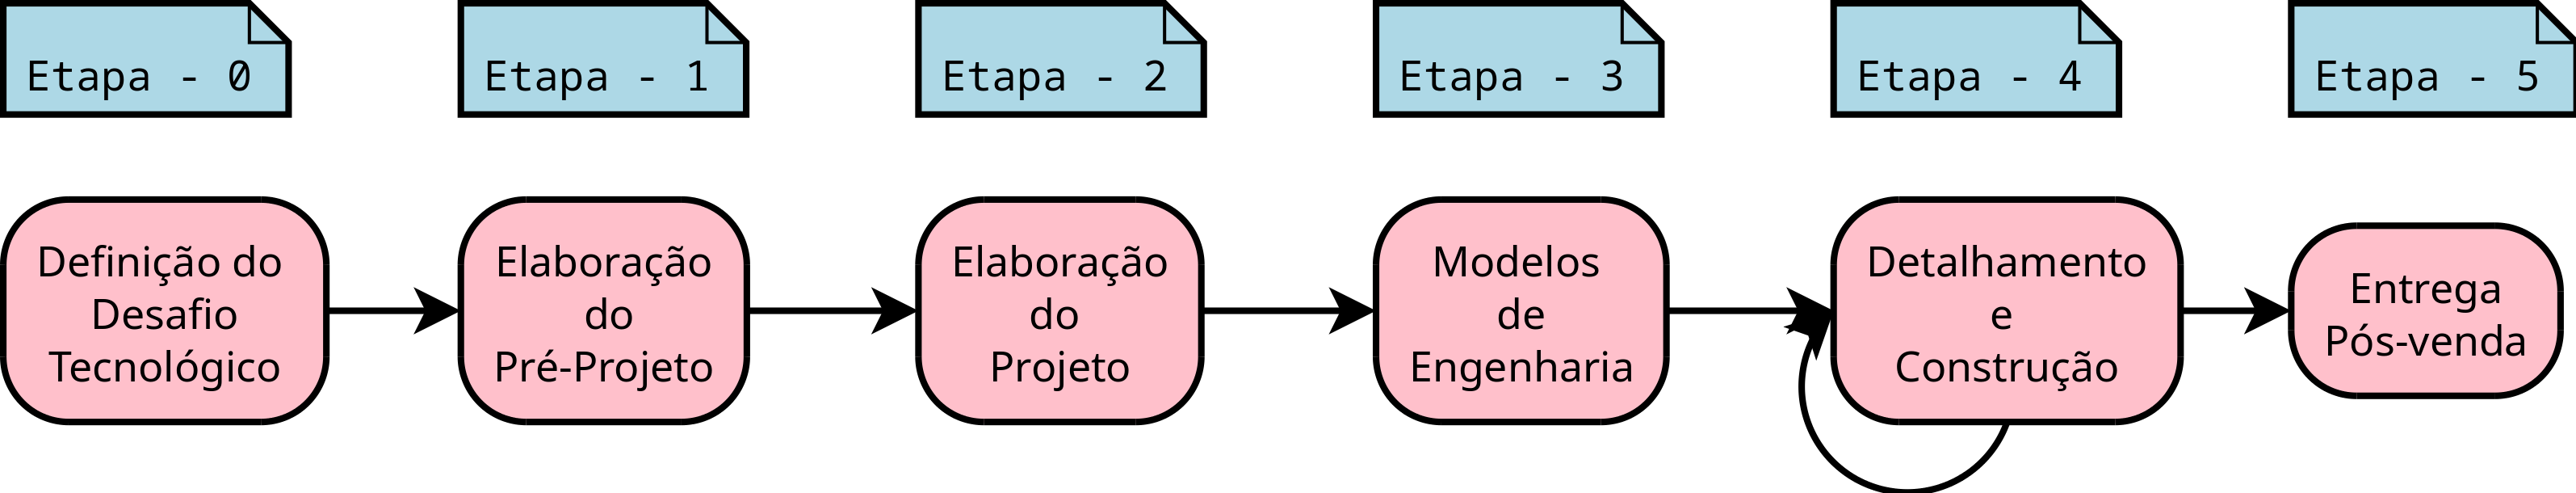 Etapa - 0
Etapa - 1
Etapa - 2
Etapa - 3
Etapa - 4
Etapa - 5
Definição do
Desafio
Tecnológico
Elaboração
do
Pré-Projeto
Elaboração
do
Projeto
Modelos
de
Engenharia
Detalhamento
e
Construção
Entrega
Pós-venda